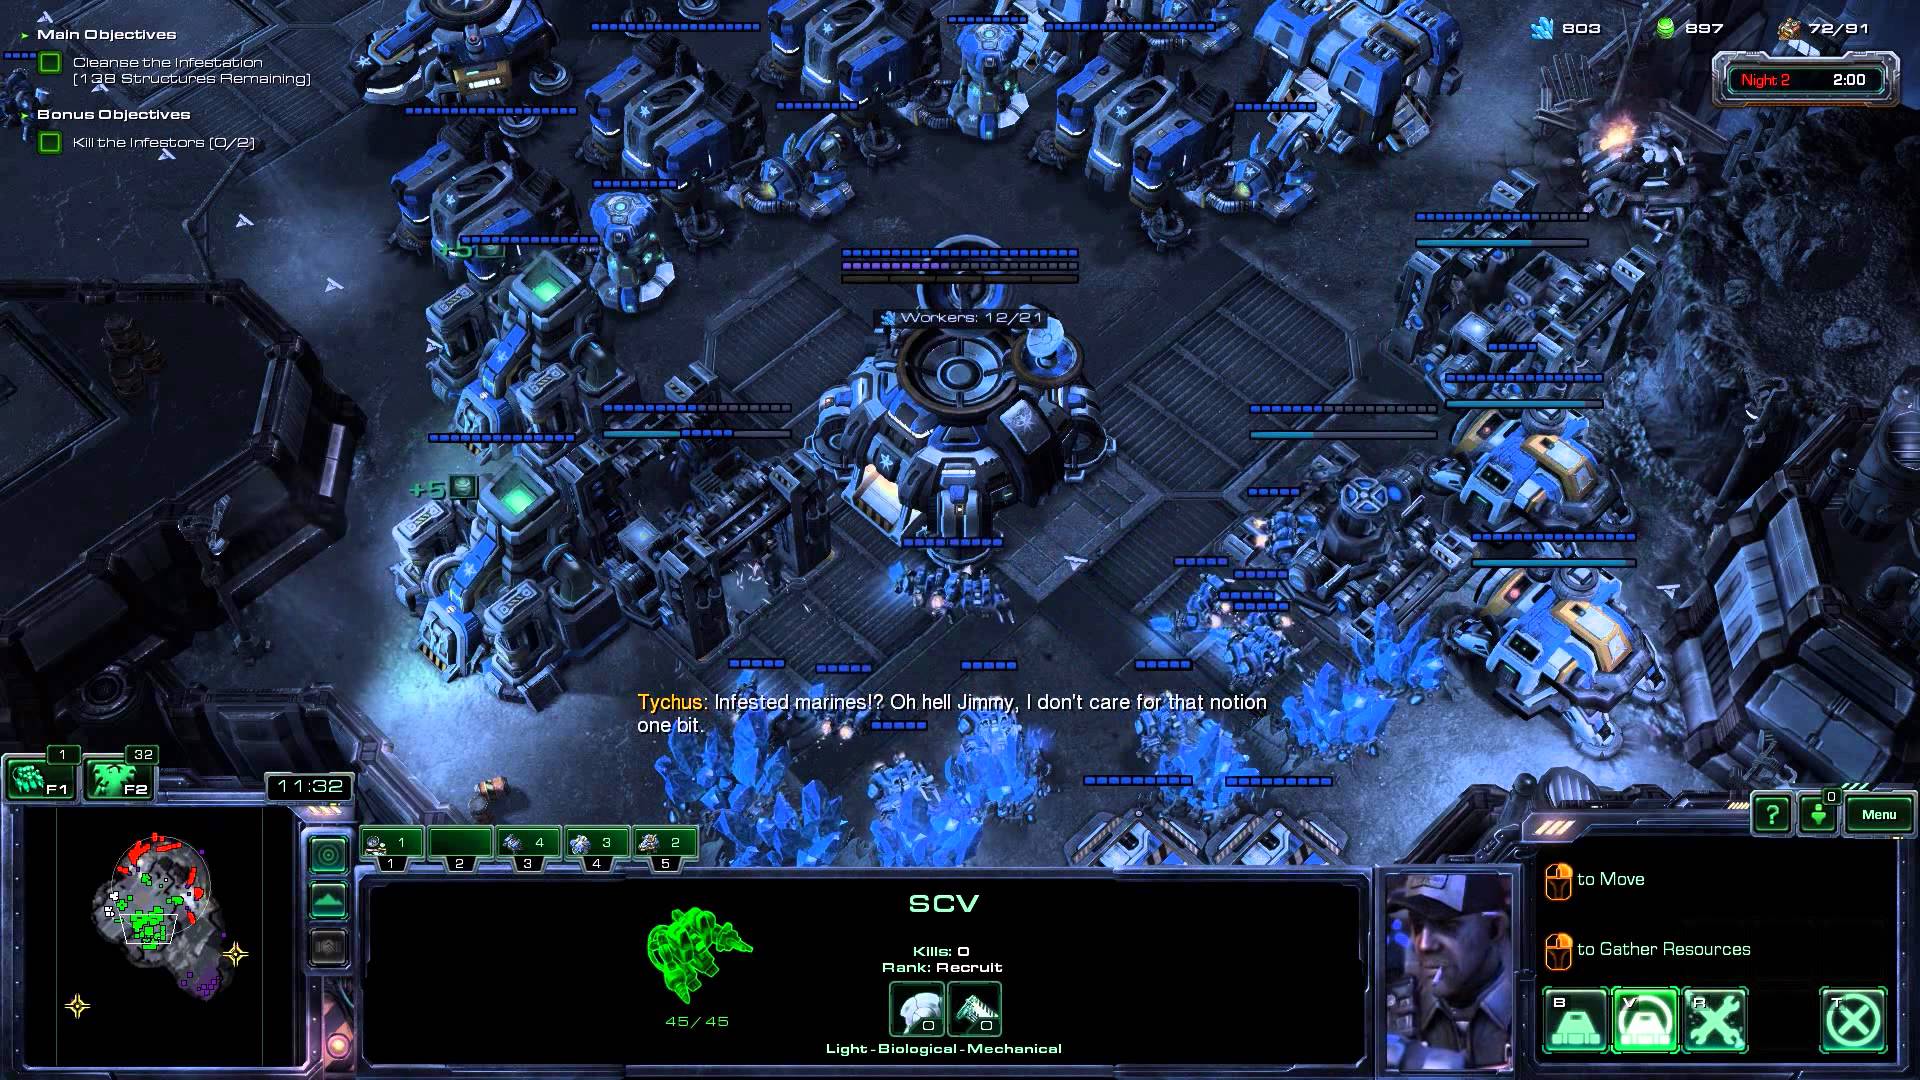 Main Objectives
Cleanse the Infestation
[138 Structures Remaining]
Bonus Objectives
Kill the Infestors [0/2]
803
897
72/91
Night 2 2:00
+5
Workers: 12/21
+5
Tychus: Infested marines!? Oh hell Jimmy, I don't care for that notion
one bit.
1
32
F1
F2
11:32
1
4
3
2
1
2
3
4
5
0
?
Menu
SCV
Kills: 0
Rank: Recruit
0
0
45/45
Light-Biological-Mechanical
to Move
to Gather Resources
B
V
R
T